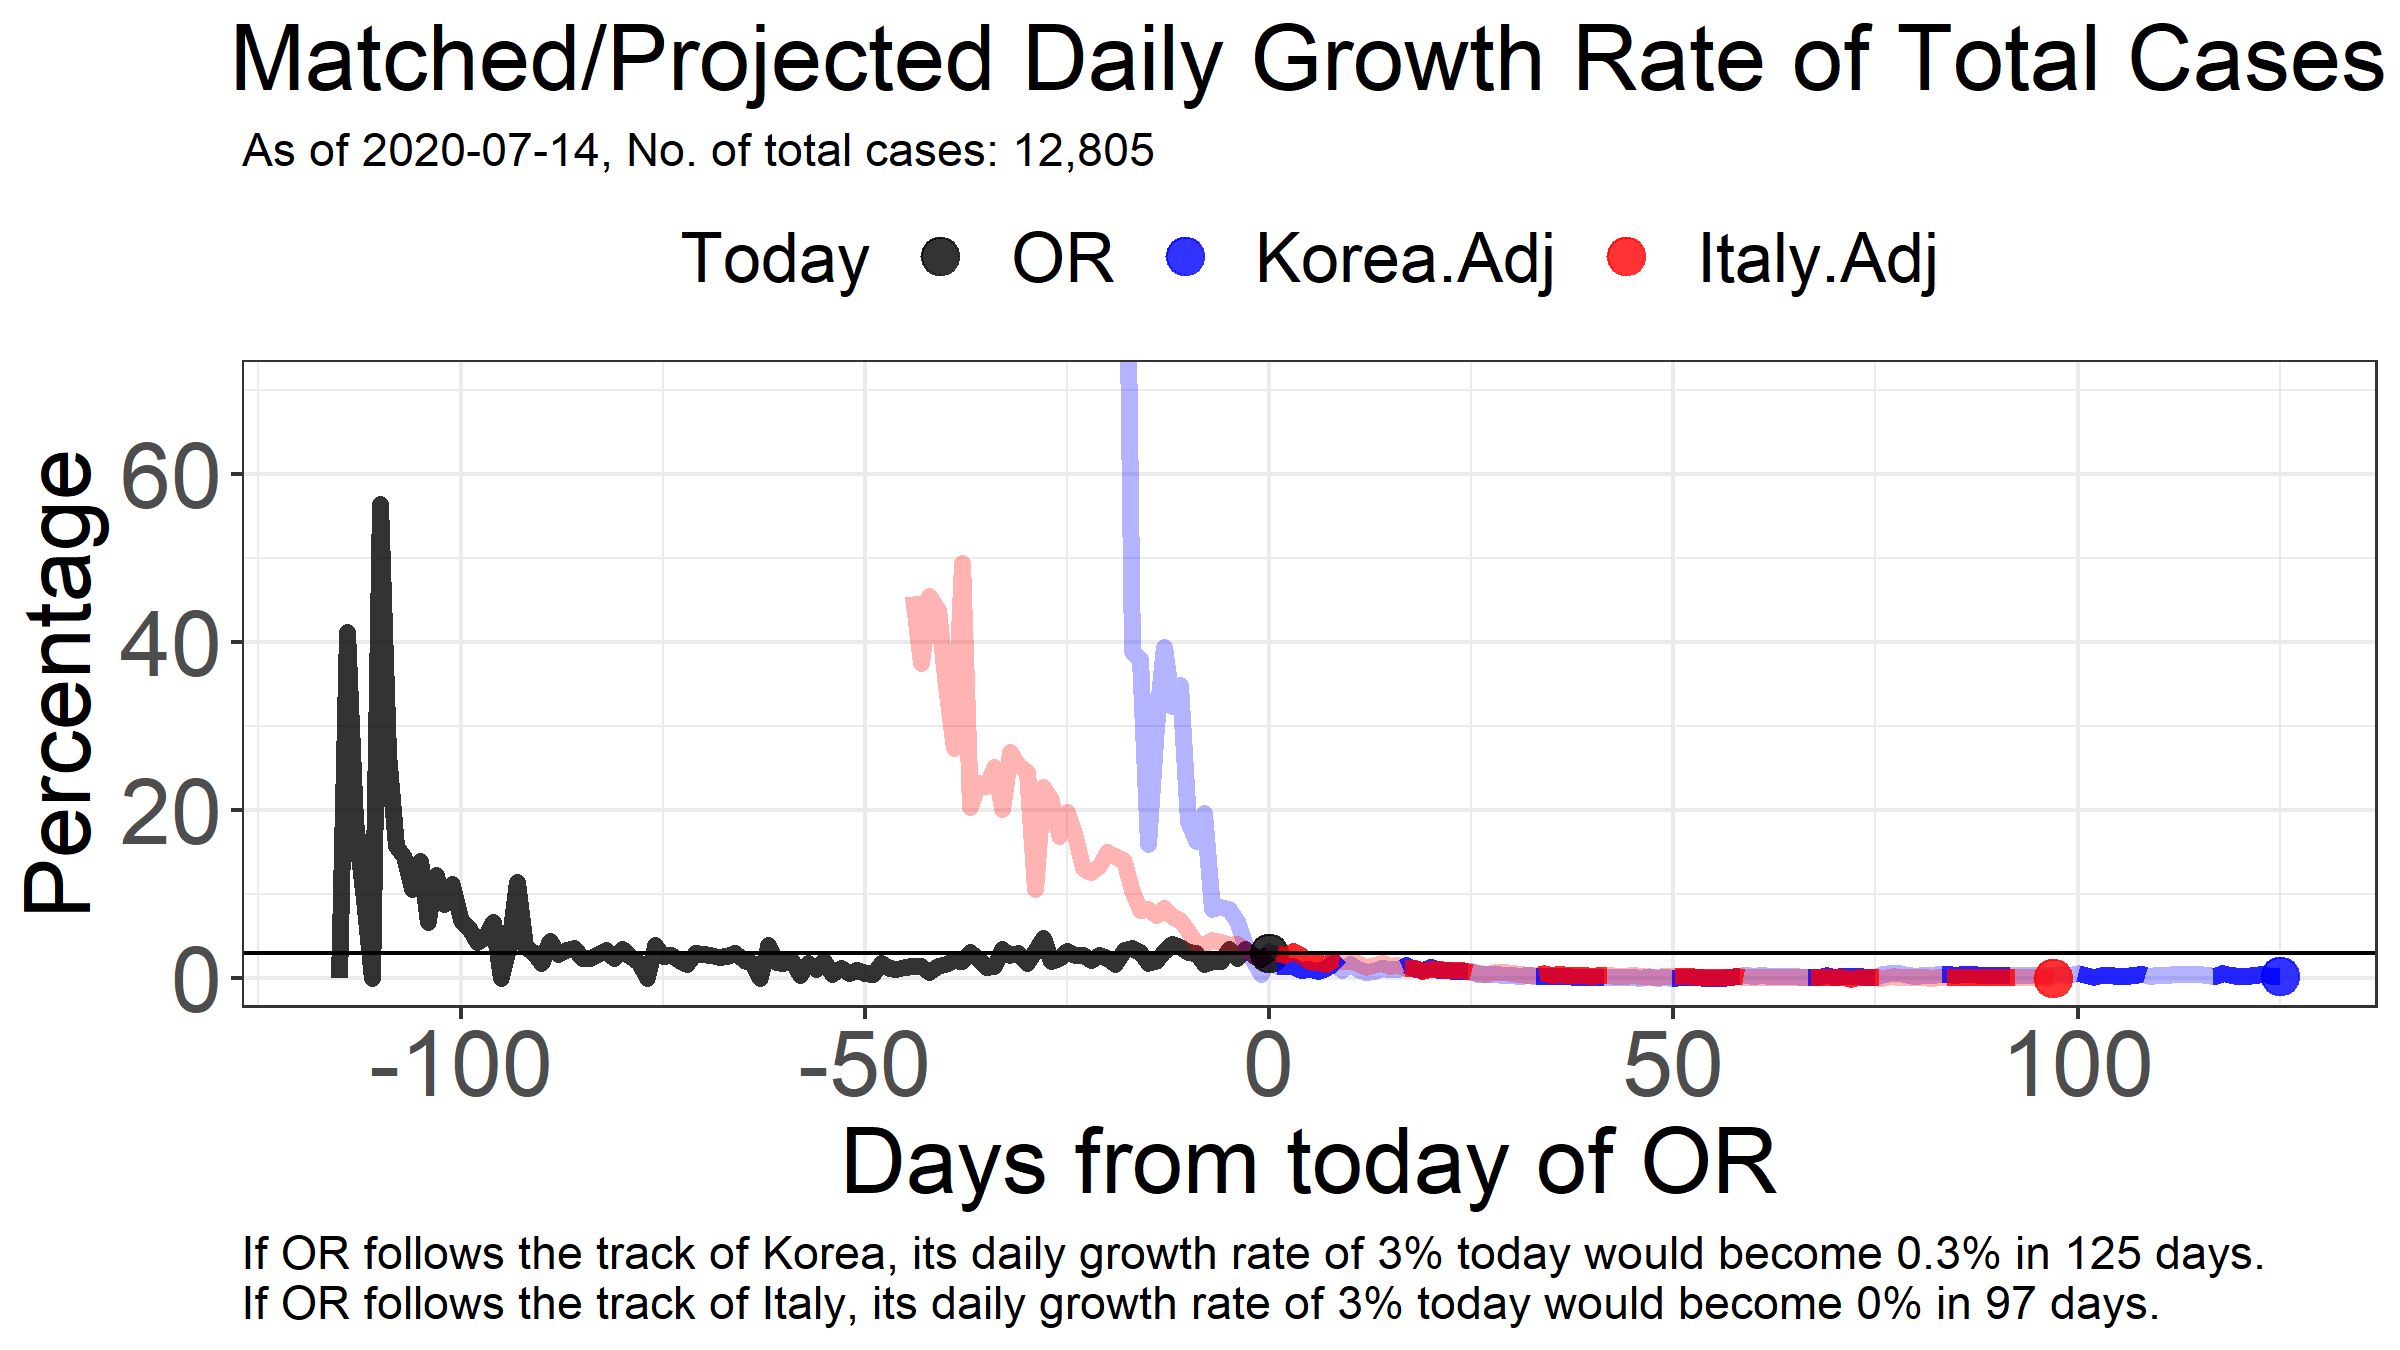 Matched/Projected Daily Growth Rate of Total Cases
As of 2020-07-14, No. of total cases: 12,805
Today OR Korea.Adj Italy.Adj
Percentage
60
40
20
0
-100 -50 0 50 100
Days from today of OR
If OR follows the track of Korea, its daily growth rate of 3% today would become 0.3% in 125 days.
If OR follows the track of Italy, its daily growth rate of 3% today would become 0% in 97 days.